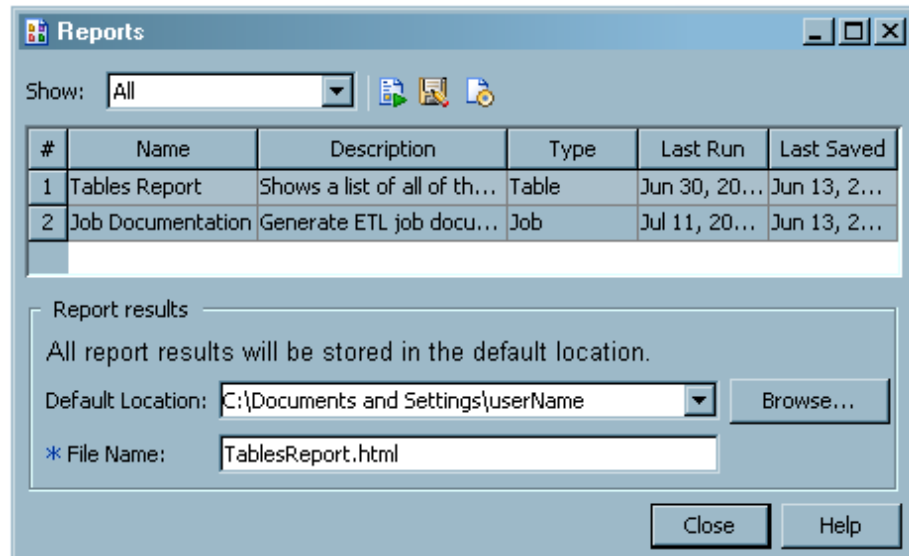 Reports
Show: All
# Name Description Type Last Run Last Saved
1 Tables Report Shows a list of all of th... Table Jun 30, 20... Jun 13, 2...
2 Job Documentation Generate ETL job docu... Job Jul 11, 20... Jun 13, 2...
Report results
All report results will be stored in the default location.
Default Location: C:\Documents and Settings\userName Browse...
* File Name: TablesReport.html
Close Help